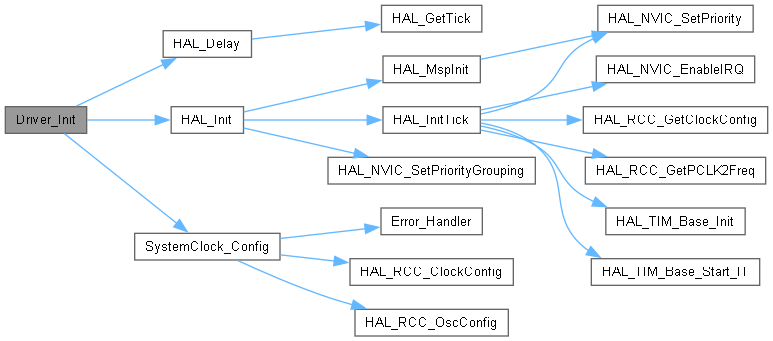 Driver_Init
HAL_Delay
HAL_GetTick
HAL_Init
HAL_MspInit
HAL_NVIC_SetPriority
HAL_InitTick
HAL_NVIC_EnableIRQ
HAL_RCC_GetClockConfig
HAL_RCC_GetPCLK2Freq
HAL_TIM_Base_Init
HAL_TIM_Base_Start_IT
HAL_NVIC_SetPriorityGrouping
SystemClock_Config
Error_Handler
HAL_RCC_ClockConfig
HAL_RCC_OscConfig